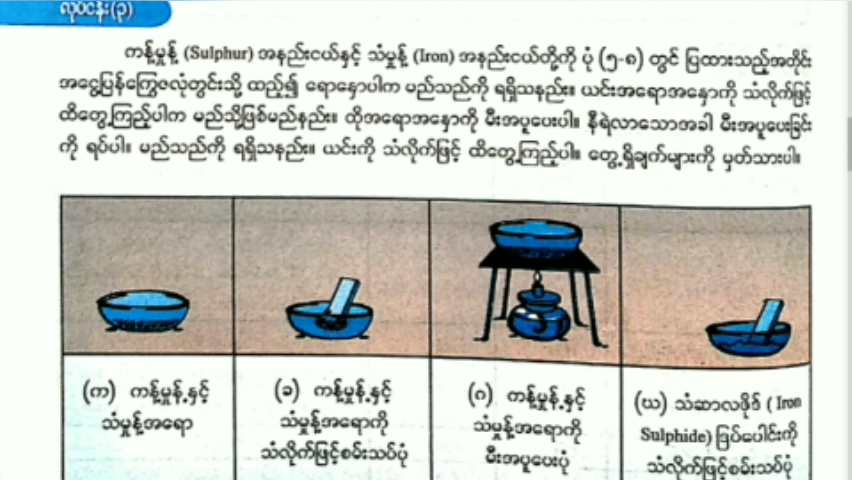 လုပ်ငန်း(၃)
ကန့်မှုန့် (Sulphur) အနည်းငယ်နှင့် သံမှုန့် (Iron) အနည်းငယ်တို့ကို ပုံ (၅-၈) တွင် ပြထားသည့်အတိုင်း
အငွေ့ပြန်ကြွေဇလုံတွင်းသို့ ထည့်၍ ရောနှောပါက မည်သည်ကို ရရှိသနည်း။ ယင်းအရောအနှောကို သံလိုက်ဖြင့်
ထိတွေ့ကြည့်ပါက မည်သို့ဖြစ်မည်နည်း။ ထိုအရောအနှောကို မီးအပူပေးပါ။ နီရဲလာသောအခါ မီးအပူပေးခြင်း
ကို ရပ်ပါ။ မည်သည်ကို ရရှိသနည်း။ ယင်းကို သံလိုက်ဖြင့် ထိတွေ့ကြည့်ပါ။ တွေ့ရှိချက်များကို မှတ်သားပါ။
(က) ကန့်မှုန့်နှင့်
သံမှုန့်အရော
(ခ) ကန့်မှုန့်နှင့်
သံမှုန့်အရောကို
သံလိုက်ဖြင့်စမ်းသပ်ပုံ
(ဂ) ကန့်မှုန့်နှင့်
သံမှုန့်အရောကို
မီးအပူပေးပုံ
(ဃ) သံဆာလဖိုဒ် ( Iron
Sulphide) ဒြပ်ပေါင်းကို
သံလိုက်ဖြင့်စမ်းသပ်ပုံ